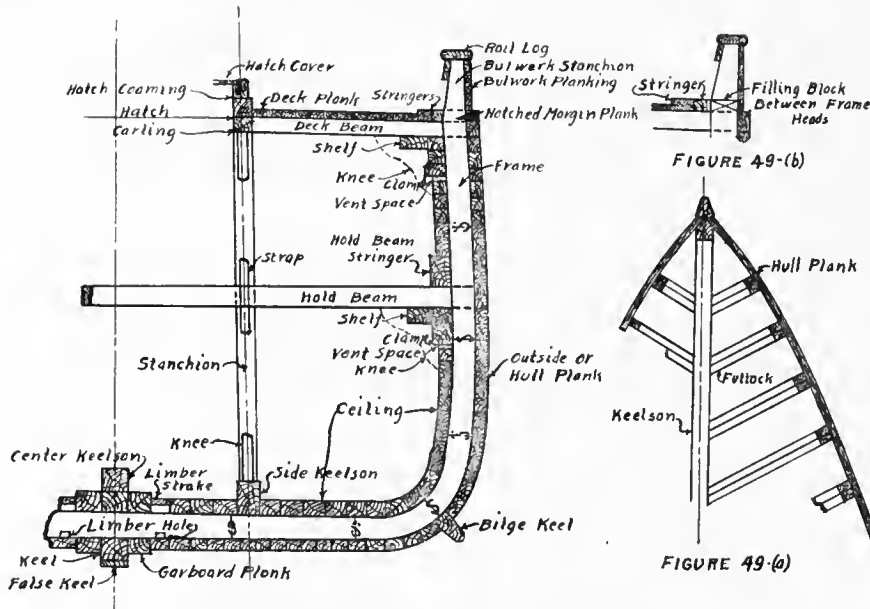 Rail Log
Bulwork Stanchion
Bulwork Planking
Hatch Cover
Hatch Coaming
Deck Plank
Stringers
Hatch
Notched Margin Plank
Carling
Deck Beam
Shelf
Knee
Clamp
Vent Space
Frame
Hold Beam
Stringer
Strap
Hold Beam
Shelf
Clamp
Vent Space
Knee
Stanchion
Outside or
Hull Plank
Ceiling
Knee
Center Keelson
Limber
Strake
Side Keelson
Limber Hole
Bilge Keel
Keel
Garboard Plank
False Keel
Stringer
Filling Block
Between Frame
Heads
FIGURE 49-(b)
Hull Plank
Futtock
Keelson
FIGURE 49-(a)